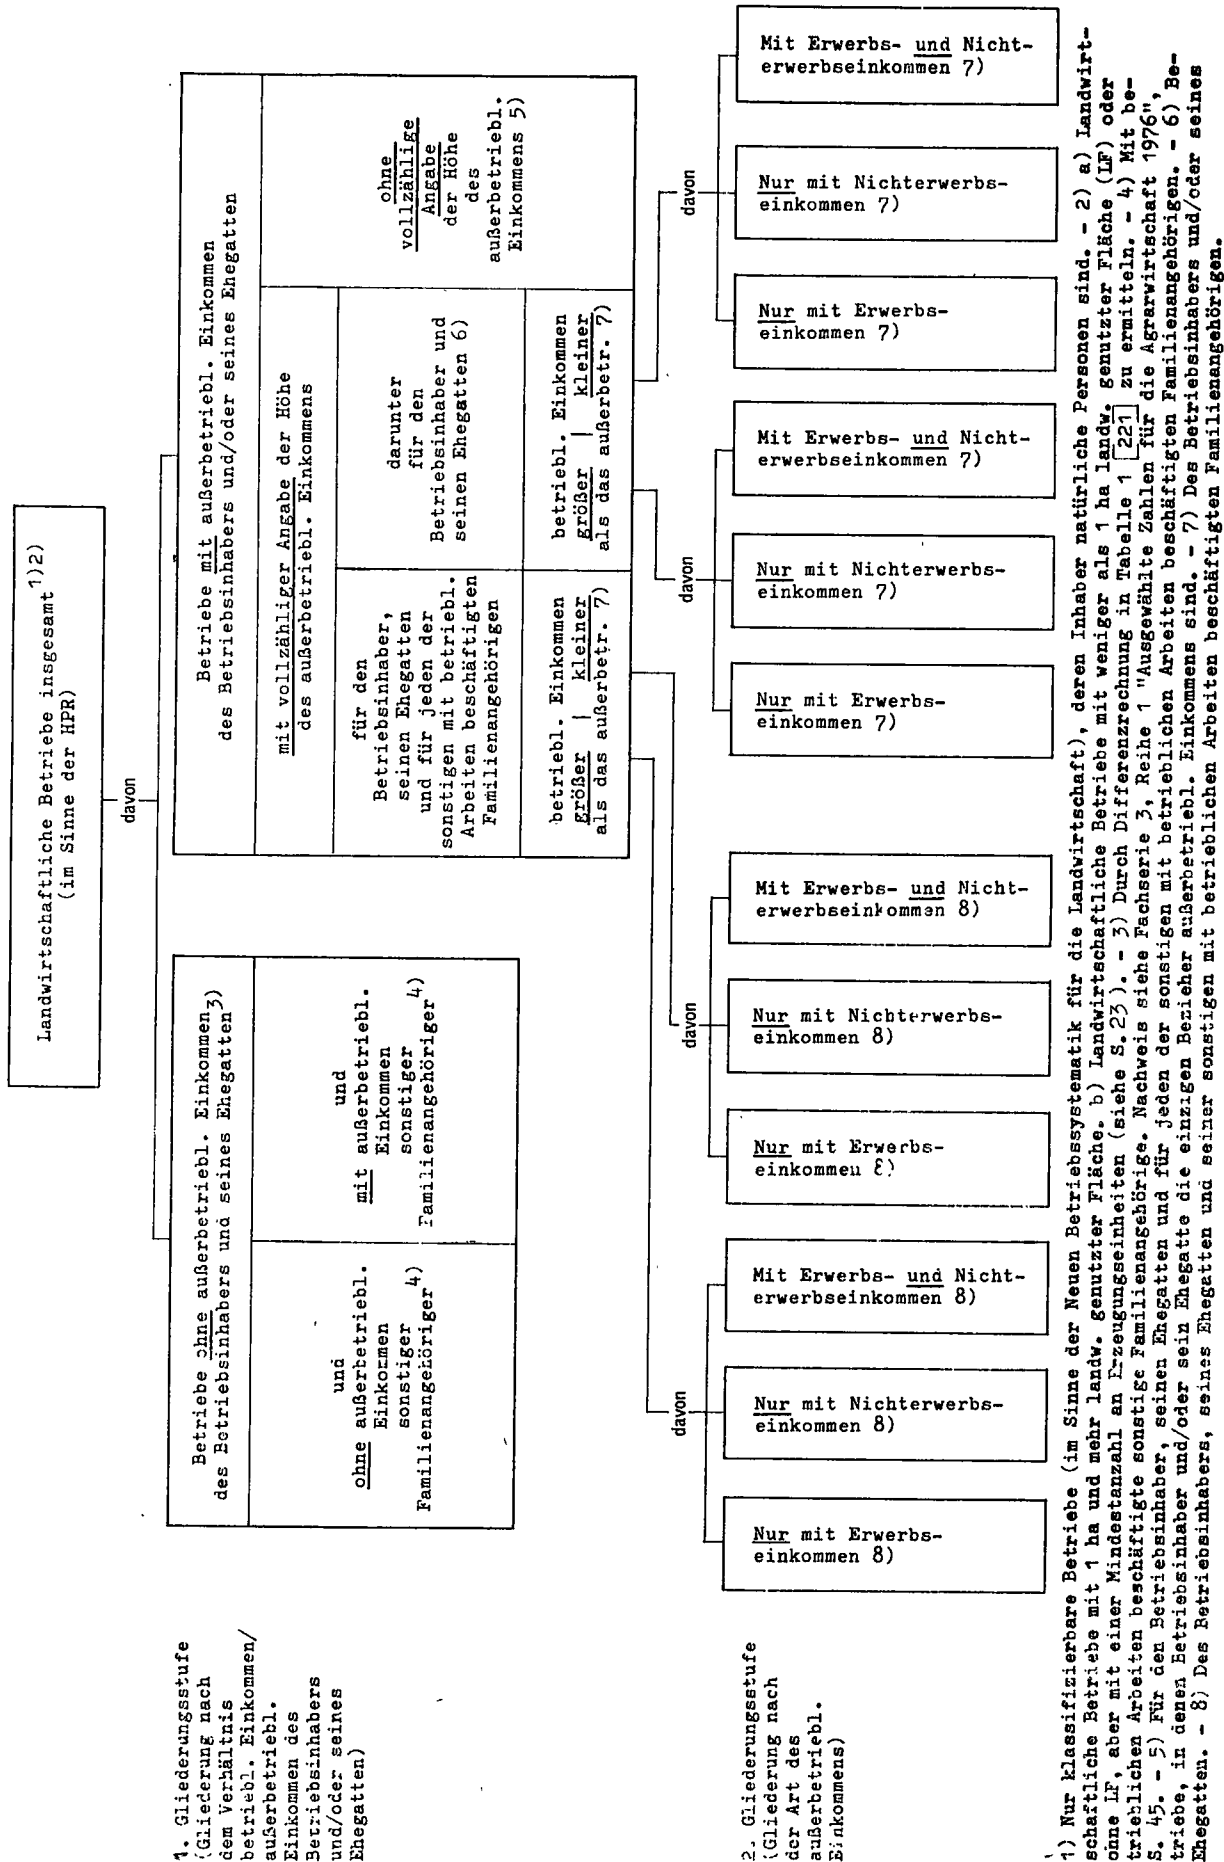 Landwirtschaftliche Betriebe insgesamt 1)2)
(im Sinne der HPR)
davon
1. Gliederungsstufe
(Gliederung nach
dem Verhältnis
betriebl. Einkommen/
außerbetriebl.
Einkommen des
Betriebsinhabers
und/oder seines
Ehegatten)
Betriebe ohne außerbetriebl. Einkommen
des Betriebsinhabers und seines Ehegatten 3)
und
ohne außerbetriebl.
Einkommen
sonstiger
Familienangehöriger 4)
und
mit außerbetriebl.
Einkommen
sonstiger
Familienangehöriger 4)
Betriebe mit außerbetriebl. Einkommen
des Betriebsinhabers und/oder seines Ehegatten
mit vollzähliger Angabe der Höhe
des außerbetriebl. Einkommens
für den
Betriebsinhaber,
seinen Ehegatten
und für jeden der
sonstigen mit betriebl.
Arbeiten beschäftigten
Familienangehörigen
darunter
für den
Betriebsinhaber und
seinen Ehegatten 6)
ohne
vollzählige
Angabe
der Höhe
des
außerbetriebl.
Einkommens 5)
betriebl. Einkommen
größer | kleiner
als das außerbetr. 7)
betriebl. Einkommen
größer | kleiner
als das außerbetr. 7)
2. Gliederungsstufe
(Gliederung nach
der Art des
außerbetriebl.
Einkommens)
davon
Nur mit Erwerbs-
einkommen 8)
Nur mit Nichterwerbs-
einkommen 8)
Mit Erwerbs- und Nicht-
erwerbseinkommen 8)
davon
Nur mit Erwerbs-
einkommen 8)
Nur mit Nichterwerbs-
einkommen 8)
Mit Erwerbs- und Nicht-
erwerbseinkommen 8)
davon
Nur mit Erwerbs-
einkommen 7)
Nur mit Nichterwerbs-
einkommen 7)
Mit Erwerbs- und Nicht-
erwerbseinkommen 7)
davon
Nur mit Erwerbs-
einkommen 7)
Nur mit Nichterwerbs-
einkommen 7)
Mit Erwerbs- und Nicht-
erwerbseinkommen 7)
1) Nur klassifizierbare Betriebe (im Sinne der Neuen Betriebssystematik für die Landwirtschaft), deren Inhaber natürliche Personen sind. - 2) a) Landwirt-
schaftliche Betriebe mit 1 ha und mehr landw. genutzter Fläche. b) Landwirtschaftliche Betriebe mit weniger als 1 ha landw. genutzter Fläche (LF) oder
ohne LF, aber mit einer Mindestanzahl an Erzeugungseinheiten (siehe S. 23). - 3) Durch Differenzrechnung in Tabelle 1 [221] zu ermitteln. - 4) Mit be-
trieblichen Arbeiten beschäftigte sonstige Familienangehörige. Nachweis siehe Fachserie 3, Reihe 1 "Ausgewählte Zahlen für die Agrarwirtschaft 1976",
S. 45. - 5) Für den Betriebsinhaber, seinen Ehegatten und für jeden der sonstigen mit betrieblichen Arbeiten beschäftigten Familienangehörigen. - 6) Be-
triebe, in denen Betriebsinhaber und/oder sein Ehegatte die einzigen Bezieher außerbetriebl. Einkommens sind. - 7) Des Betriebsinhabers und/oder seines
Ehegatten. - 8) Des Betriebsinhabers, seines Ehegatten und seiner sonstigen mit betrieblichen Arbeiten beschäftigten Familienangehörigen.